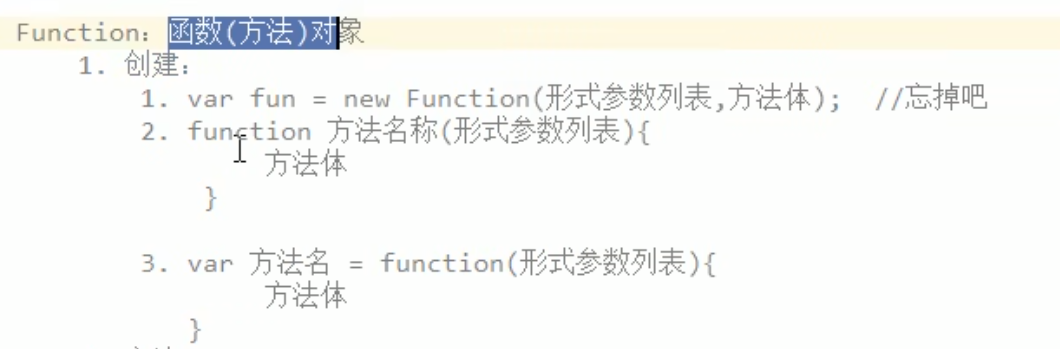 Function: 函数(方法)对象
1. 创建:
1. var fun = new Function(形式参数列表,方法体); //忘掉吧
2. function 方法名称(形式参数列表){
方法体
}
3. var 方法名 = function(形式参数列表){
方法体
}